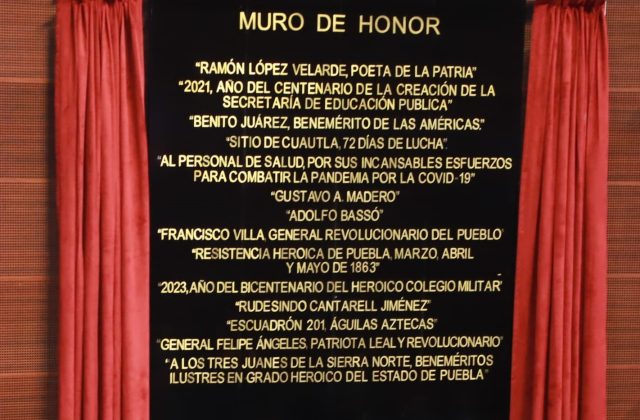 MURO DE HONOR
"RAMÓN LÓPEZ VELARDE, POETA DE LA PATRIA"
"2021, AÑO DEL CENTENARIO DE LA CREACIÓN DE LA
SECRETARÍA DE EDUCACIÓN PUBLICA"
"BENITO JUÁREZ, BENEMÉRITO DE LAS AMÉRICAS."
"SITIO DE CUAUTLA, 72 DÍAS DE LUCHA".
"AL PERSONAL DE SALUD, POR SUS INCANSABLES ESFUERZOS
PARA COMBATIR LA PANDEMIA POR LA COVID-19"
"GUSTAVO A. MADERO"
"ADOLFO BASSÓ"
"FRANCISCO VILLA, GENERAL REVOLUCIONARIO DEL PUEBLO"
"RESISTENCIA HEROICA DE PUEBLA, MARZO, ABRIL
Y MAYO DE 1863"
"2023, AÑO DEL BICENTENARIO DEL HEROICO COLEGIO MILITAR"
"RUDESINDO CANTARELL JIMÉNEZ"
"ESCUADRÓN 201, ÁGUILAS AZTECAS"
"GENERAL FELIPE ÁNGELES. PATRIOTA LEAL Y REVOLUCIONARIO"
"A LOS TRES JUANES DE LA SIERRA NORTE, BENEMÉRITOS
ILUSTRES EN GRADO HEROICO DEL ESTADO DE PUEBLA"